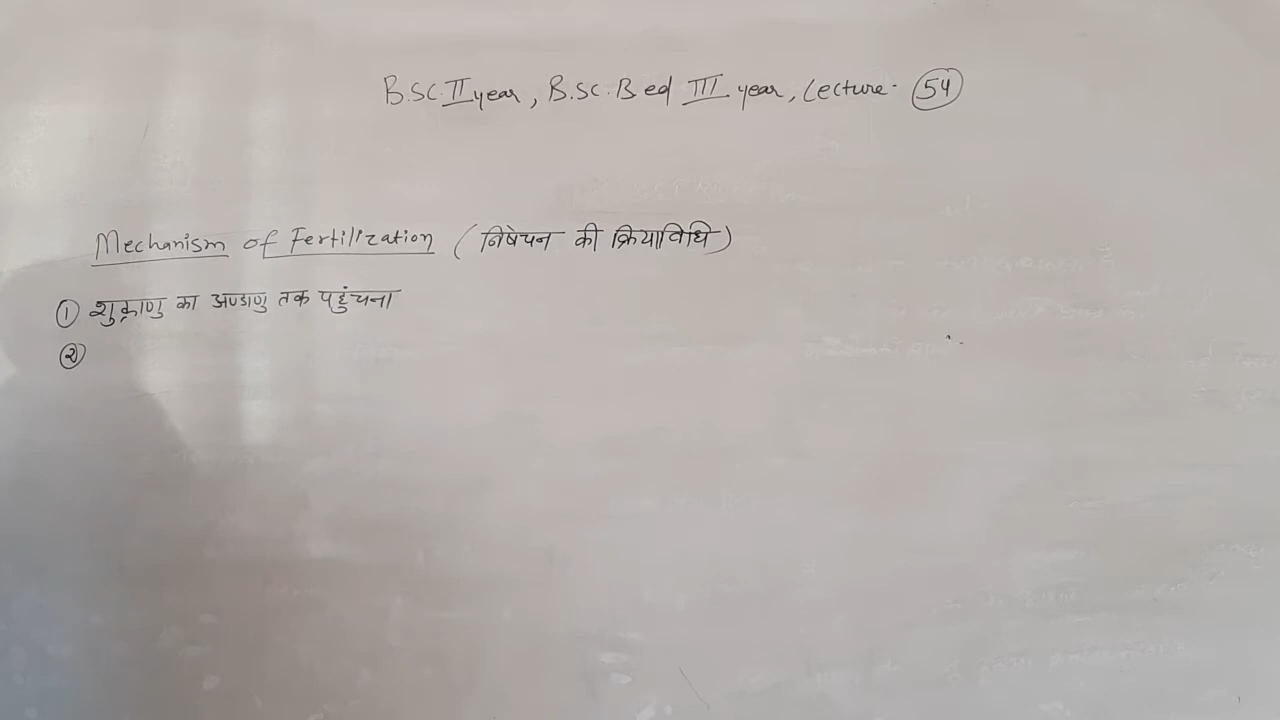 B.Sc. II year, B.Sc. B ed III year, Lecture - 54
Mechanism of Fertilization (निषेचन की क्रियाविधि)
① शुक्राणु का अण्डाणु तक पहुंचना
②